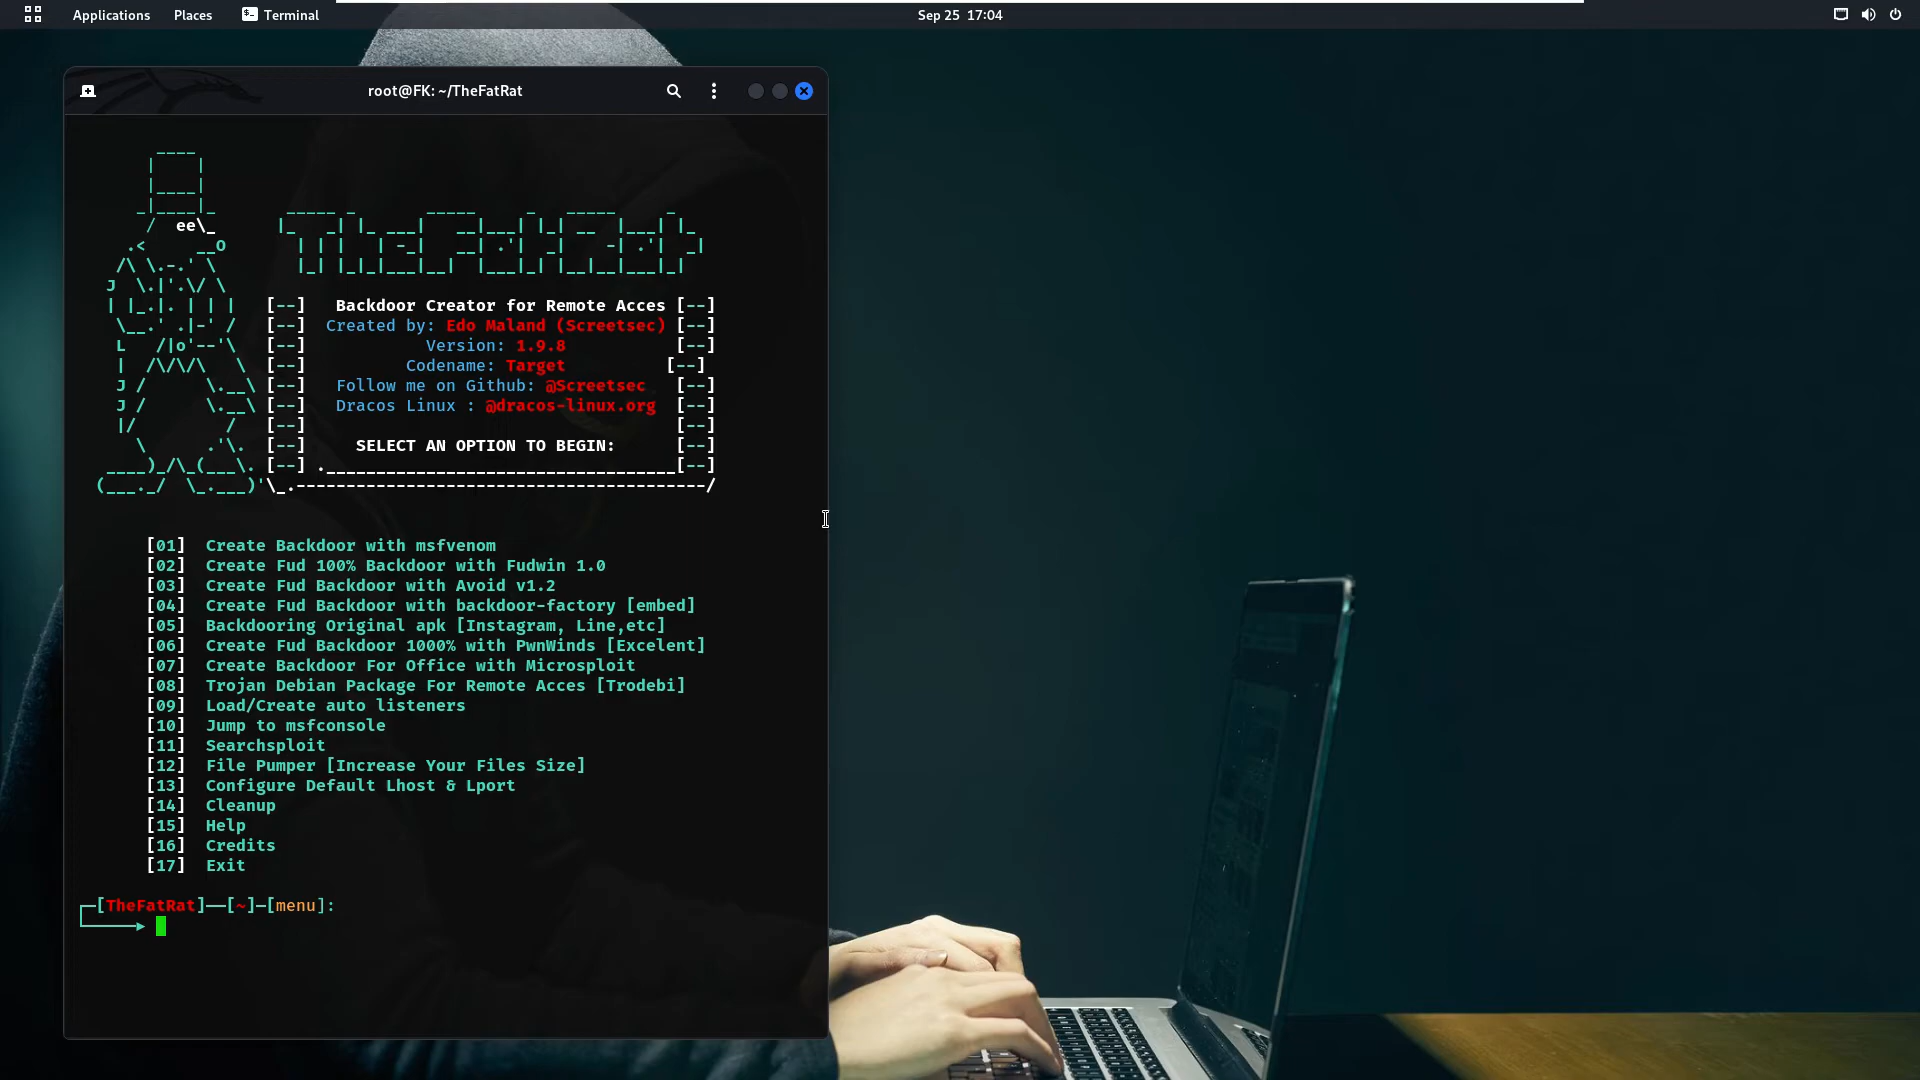 Applications Places Terminal Sep 25 17:04
root@FK: ~/TheFatRat
TheFatRat
[--] Backdoor Creator for Remote Acces [--]
[--] Created by: Edo Maland (Screetsec) [--]
[--] Version: 1.9.8 [--]
[--] Codename: Target [--]
[--] Follow me on Github: @Screetsec [--]
[--] Dracos Linux : @dracos-linux.org [--]
[--] [--]
[--] SELECT AN OPTION TO BEGIN: [--]
[--] .___________________________________[--]
[01] Create Backdoor with msfvenom
[02] Create Fud 100% Backdoor with Fudwin 1.0
[03] Create Fud Backdoor with Avoid v1.2
[04] Create Fud Backdoor with backdoor-factory [embed]
[05] Backdooring Original apk [Instagram, Line,etc]
[06] Create Fud Backdoor 1000% with PwnWinds [Excelent]
[07] Create Backdoor For Office with Microsploit
[08] Trojan Debian Package For Remote Acces [Trodebi]
[09] Load/Create auto listeners
[10] Jump to msfconsole
[11] Searchsploit
[12] File Pumper [Increase Your Files Size]
[13] Configure Default Lhost & Lport
[14] Cleanup
[15] Help
[16] Credits
[17] Exit
[TheFatRat]──[~]─[menu]: